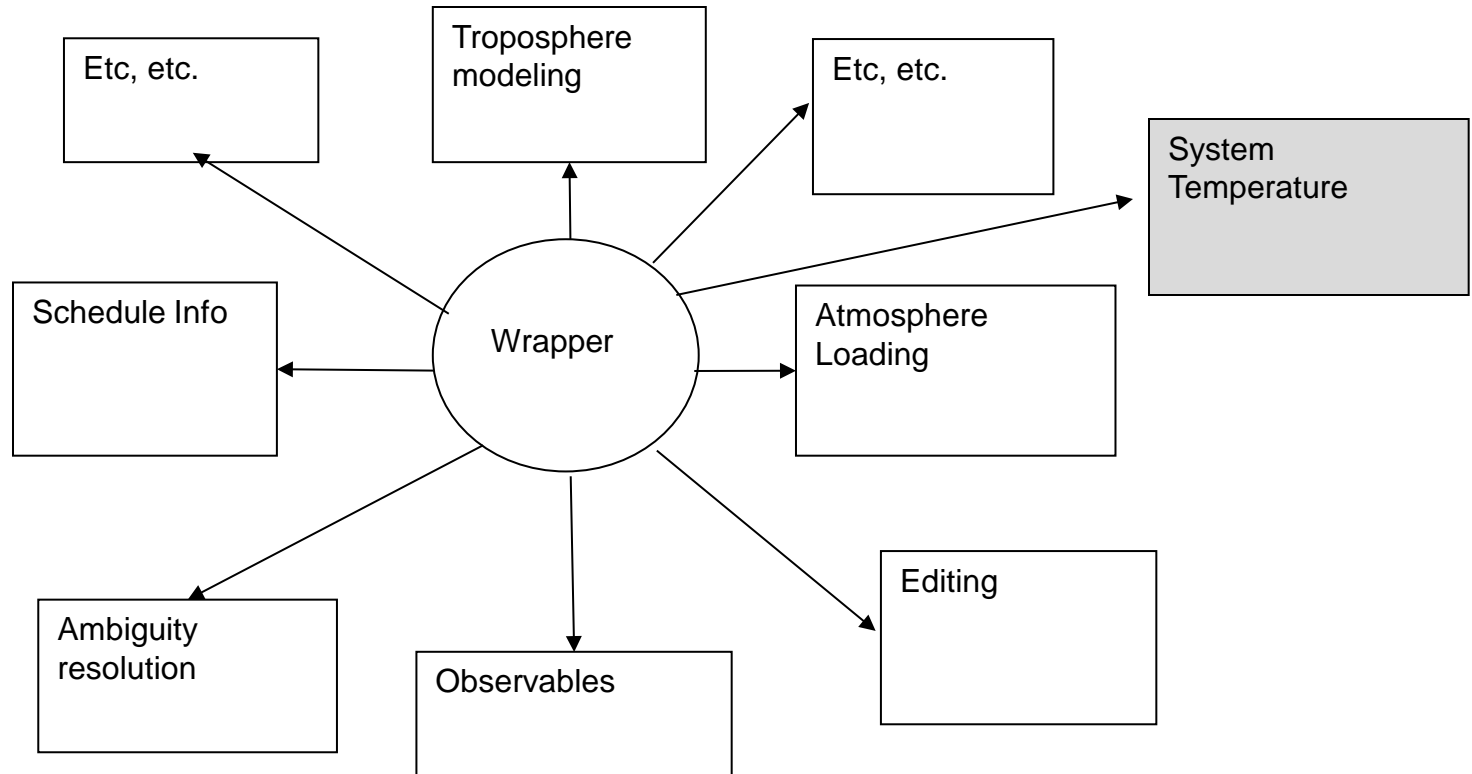 Etc, etc.
Troposphere
modeling
Etc, etc.
System
Temperature
Schedule Info
Wrapper
Atmosphere
Loading
Ambiguity
resolution
Observables
Editing